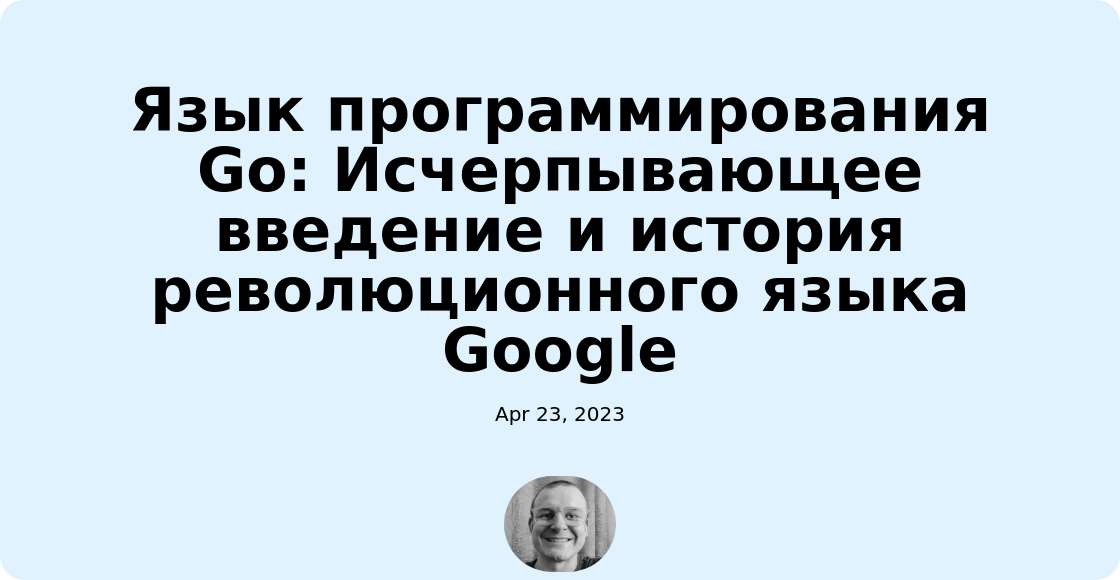 Язык программирования
Go: Исчерпывающее
введение и история
революционного языка
Google
Apr 23, 2023